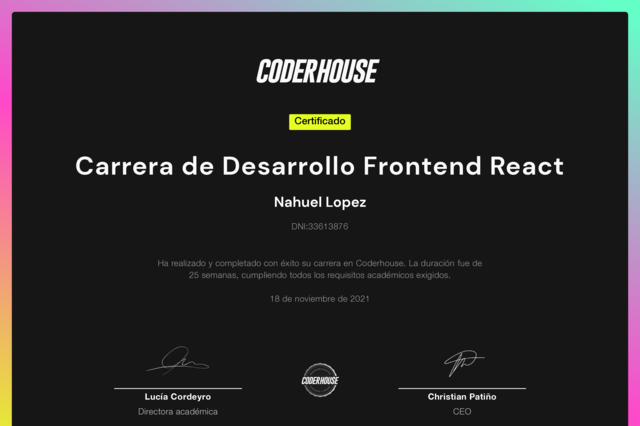 CODERHOUSE
Certificado
Carrera de Desarrollo Frontend React
Nahuel Lopez
DNI:33613876
Ha realizado y completado con éxito su carrera en Coderhouse. La duración fue de
25 semanas, cumpliendo todos los requisitos académicos exigidos.
18 de noviembre de 2021
CODERHOUSE
Lucía Cordeyro
Directora académica
Christian Patiño
CEO